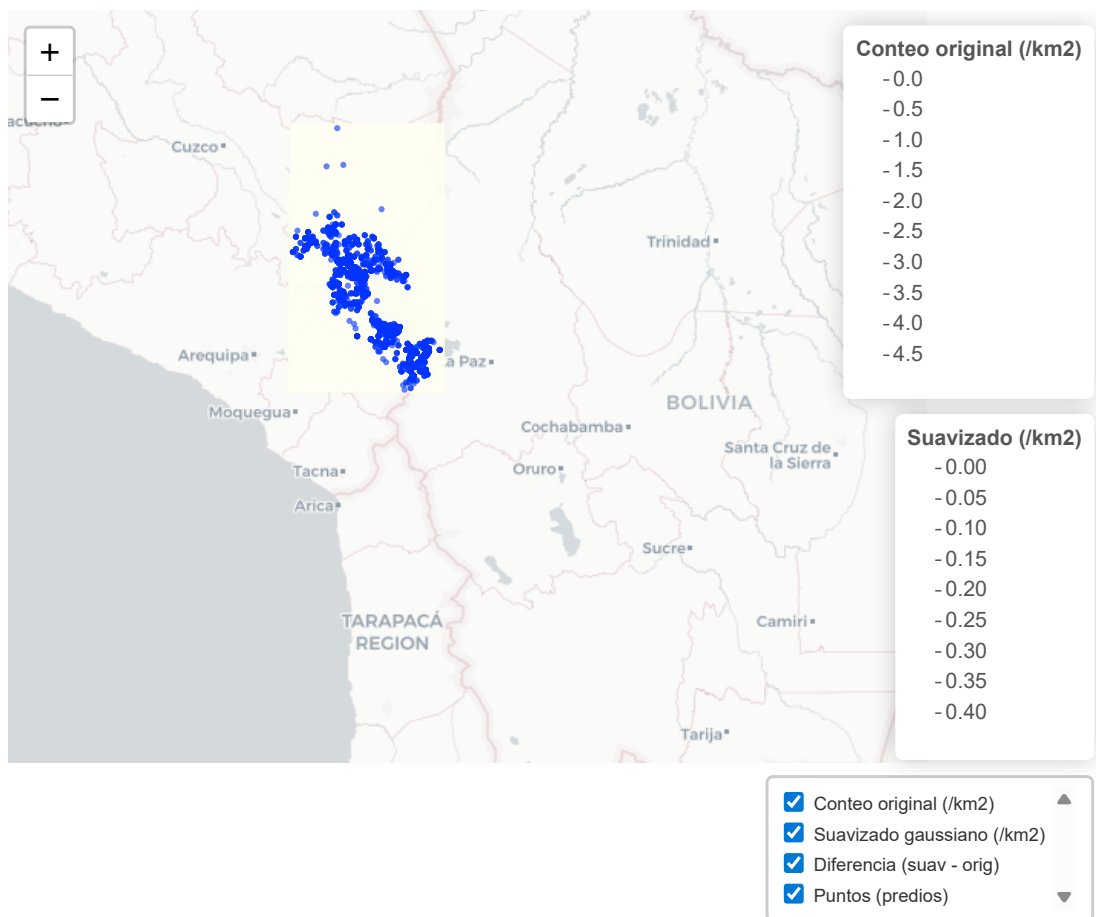 +
−
Cuzco
Trinidad
Arequipa
a Paz
Moquegua
BOLIVIA
Cochabamba
Santa Cruz de
la Sierra
Oruro
Tacna
Arica
Sucre
TARAPACÁ
REGION
Camiri
Tarija
Conteo original (/km2)
-0.0
-0.5
-1.0
-1.5
-2.0
-2.5
-3.0
-3.5
-4.0
-4.5
Suavizado (/km2)
-0.00
-0.05
-0.10
-0.15
-0.20
-0.25
-0.30
-0.35
-0.40
Conteo original (/km2)
Suavizado gaussiano (/km2)
Diferencia (suav - orig)
Puntos (predios)